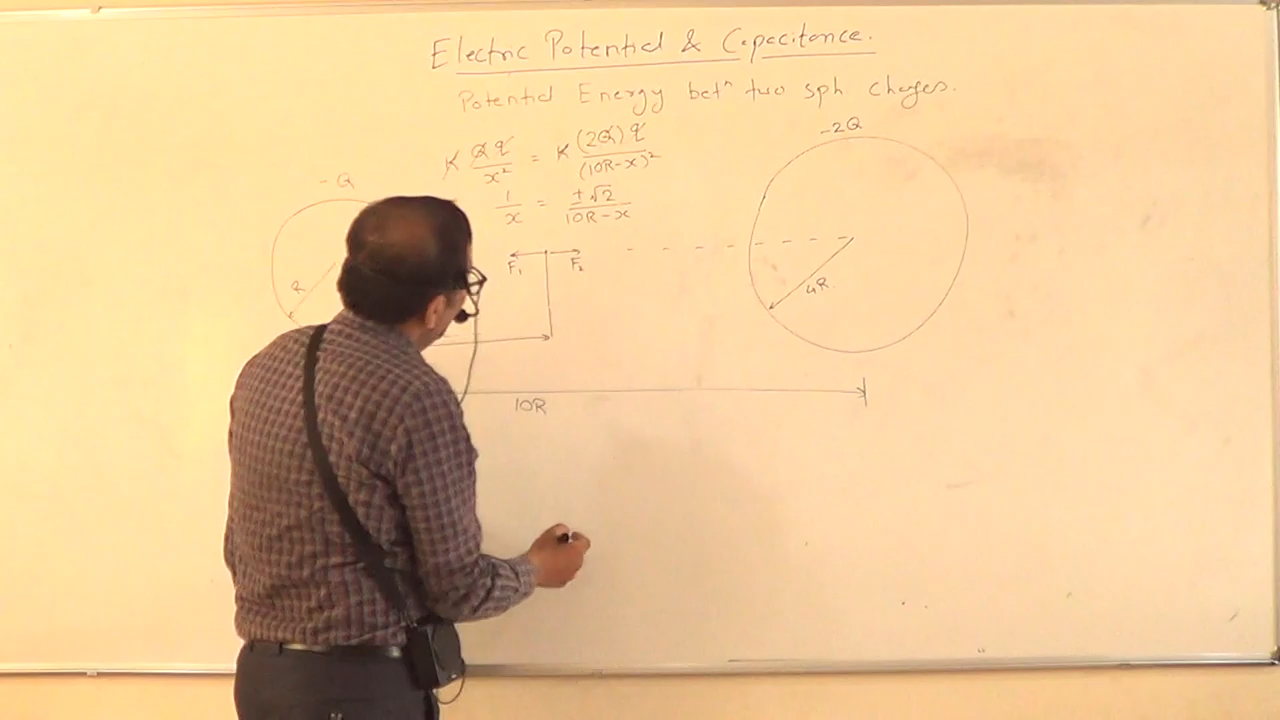 Electric Potential & Capacitance.
Potential Energy betⁿ two sph charges.
K Q q / x² = K (2Q) q / (10R-x)²
1 / x = ±√2 / 10R-x
-Q
-2Q
R
F₁
F₂
4R
10R